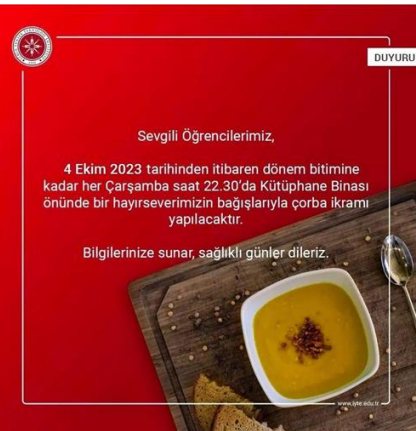 DUYURU
Sevgili Öğrencilerimiz,
4 Ekim 2023 tarihinden itibaren dönem bitimine
kadar her Çarşamba saat 22.30'da Kütüphane Binası
önünde bir hayırseverimizin bağışlarıyla çorba ikramı
yapılacaktır.
Bilgilerinize sunar, sağlıklı günler dileriz.
www.iyte.edu.tr